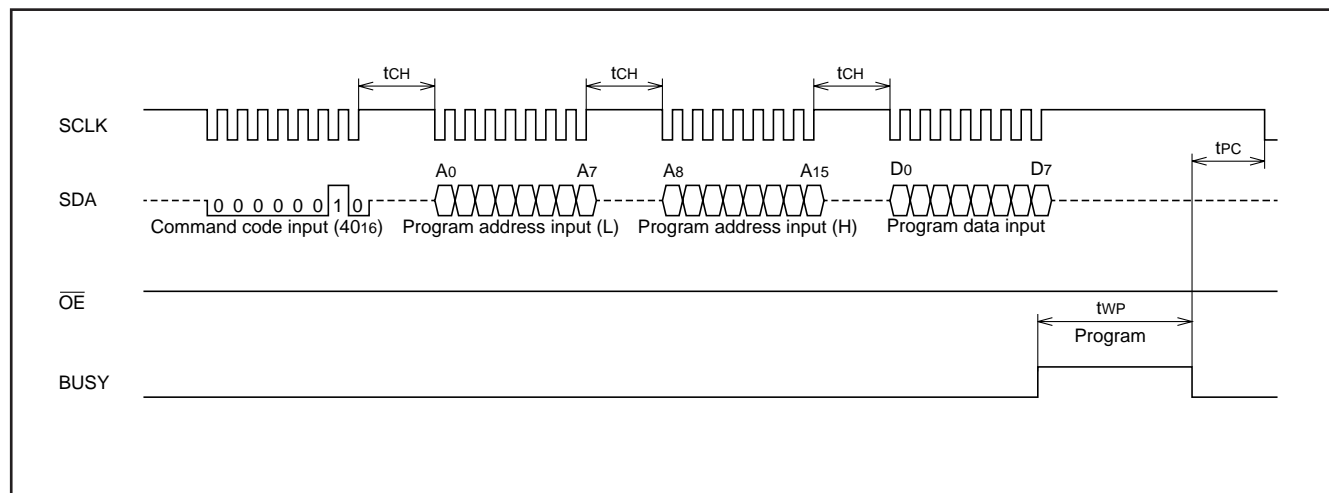 tCH tCH tCH
SCLK
tPC
A0 A7 A8 A15 D0 D7
SDA
0 0 0 0 0 0 1 0
Command code input (4016) Program address input (L) Program address input (H) Program data input
OE
tWP
Program
BUSY